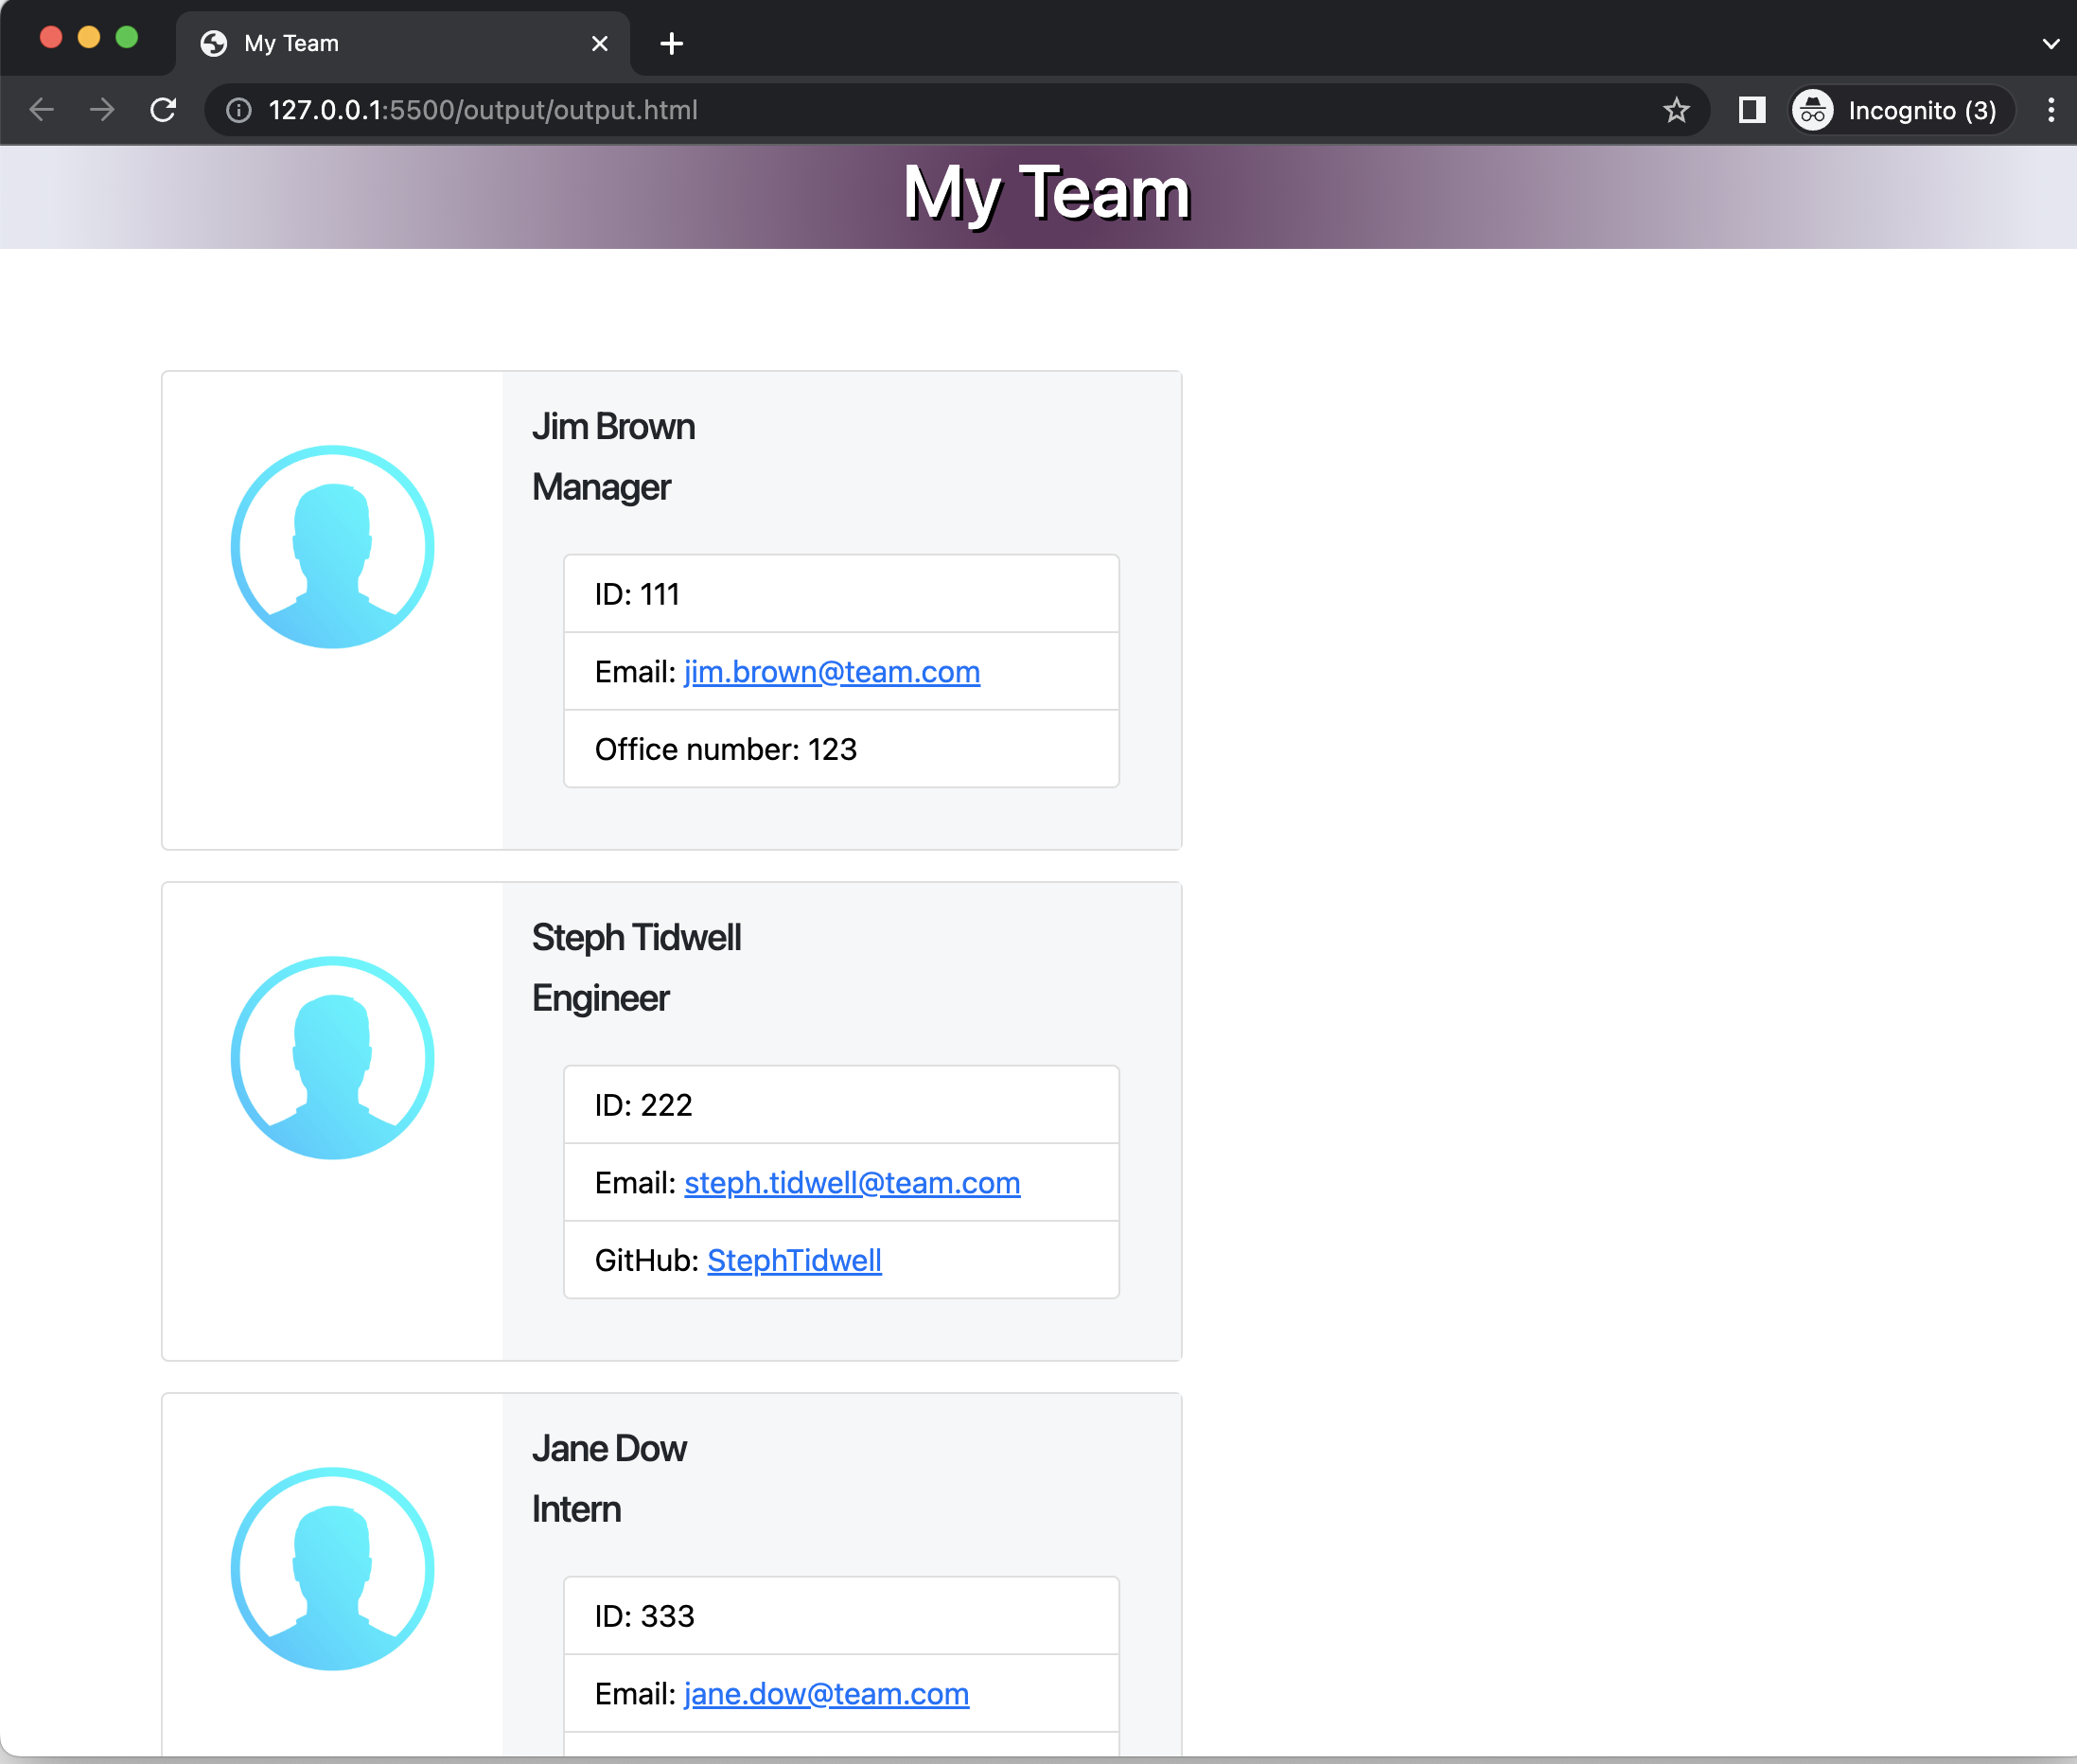 My Team
127.0.0.1:5500/output/output.html
Incognito (3)
My Team
Jim Brown
Manager
ID: 111
Email: jim.brown@team.com
Office number: 123
Steph Tidwell
Engineer
ID: 222
Email: steph.tidwell@team.com
GitHub: StephTidwell
Jane Dow
Intern
ID: 333
Email: jane.dow@team.com